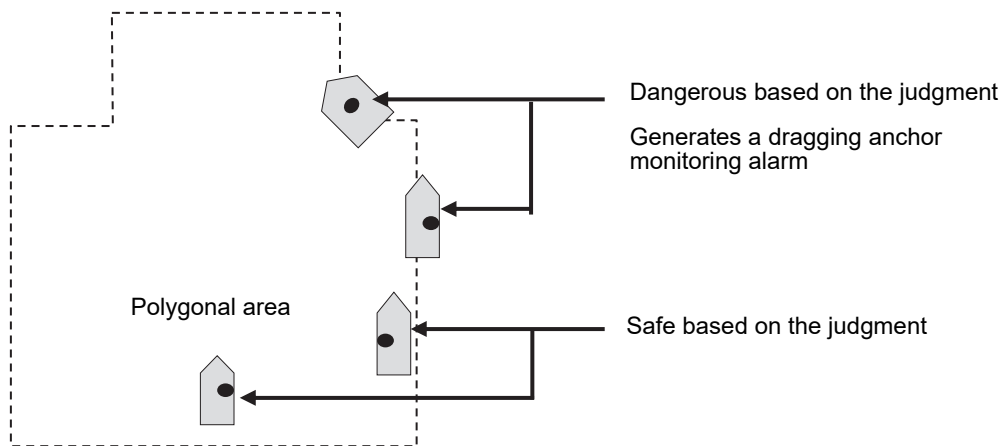 Dangerous based on the judgment
Generates a dragging anchor
monitoring alarm
Polygonal area
Safe based on the judgment